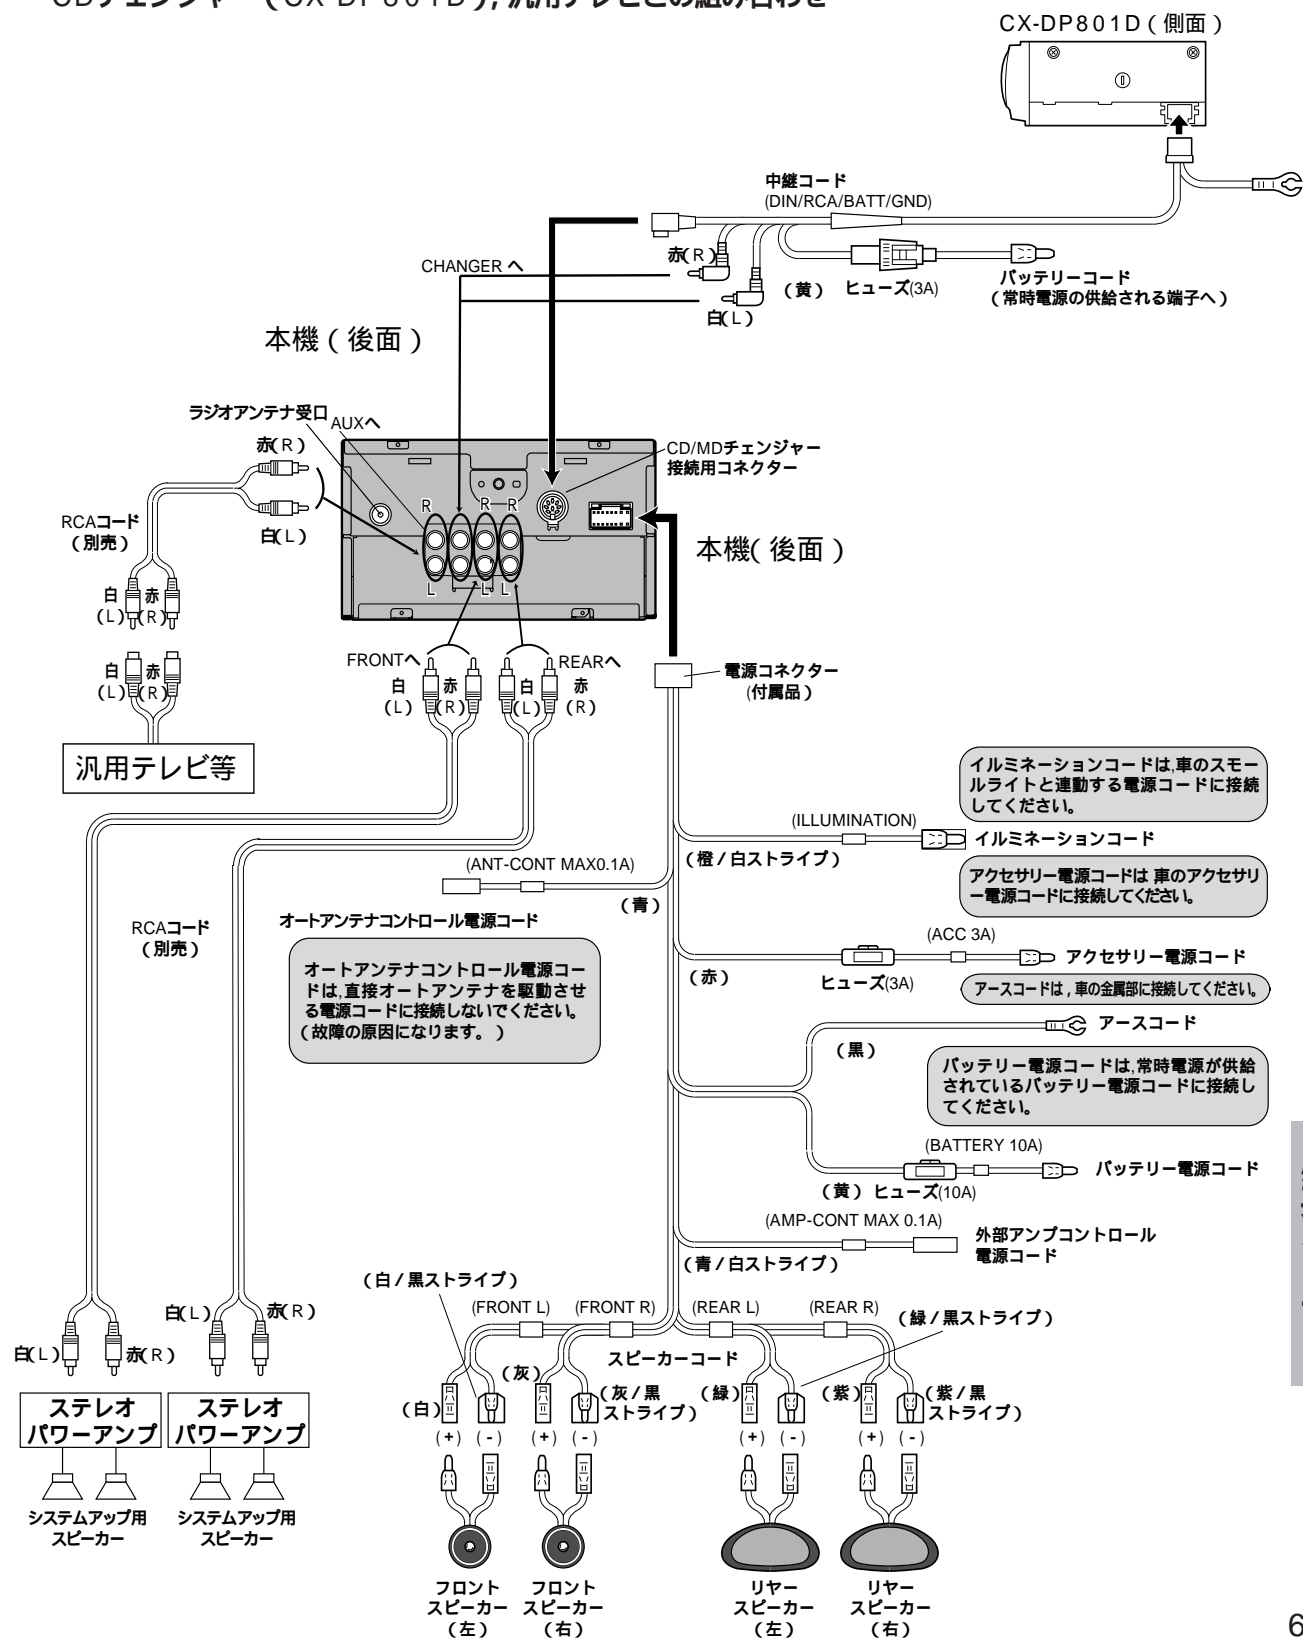 CDチェンジャー(CX-DP801D),汎用テレビとの組み合わせ
CX-DP801D(側面)
中継コード
(DIN/RCA/BATT/GND)
赤(R)
CHANGERへ
(黄)
ヒューズ(3A)
バッテリーコード
(常時電源の供給される端子へ)
白(L)
本機(後面)
ラジオアンテナ受口
AUXへ
赤(R)
CD/MDチェンジャー
接続用コネクター
R
R
R
RCAコード
(別売)
白(L)
本機(後面)
L
L
L
白
(L)
赤
(R)
FRONTへ
REARへ
白
(L)
赤
(R)
白
(L)
赤
(R)
白
(L)
赤
(R)
電源コネクター
(付属品)
汎用テレビ等
イルミネーションコードは,車のスモー
ルライトと連動する電源コードに接続
してください。
(ILLUMINATION)
イルミネーションコード
(橙/白ストライプ)
(ANT-CONT MAX0.1A)
(青)
オートアンテナコントロール電源コード
アクセサリー電源コードは 車のアクセサリ
ー電源コードに接続してください。
RCAコード
(別売)
(ACC 3A)
アクセサリー電源コード
(赤)
ヒューズ(3A)
オートアンテナコントロール電源コー
ドは,直接オートアンテナを駆動させ
る電源コードに接続しないでください。
(故障の原因になります。)
アースコードは,車の金属部に接続してください。
アースコード
(黒)
バッテリー電源コードは,常時電源が供給
されているバッテリー電源コードに接続し
てください。
(BATTERY 10A)
バッテリー電源コード
(黄)
ヒューズ(10A)
(AMP-CONT MAX 0.1A)
外部アンプコントロール
電源コード
(青/白ストライプ)
(白/黒ストライプ)
(FRONT L)
(FRONT R)
(REAR L)
(REAR R)
(緑/黒ストライプ)
白(L)
赤(R)
白(L)
赤(R)
スピーカーコード
(白)
(灰)
(灰/黒
ストライプ)
(緑)
(紫)
(紫/黒
ストライプ)
(+)
(-)
(+)
(-)
(+)
(-)
(+)
(-)
ステレオ
パワーアンプ
ステレオ
パワーアンプ
システムアップ用
スピーカー
システムアップ用
スピーカー
フロント
スピーカー
(左)
フロント
スピーカー
(右)
リヤー
スピーカー
(左)
リヤー
スピーカー
(右)
6